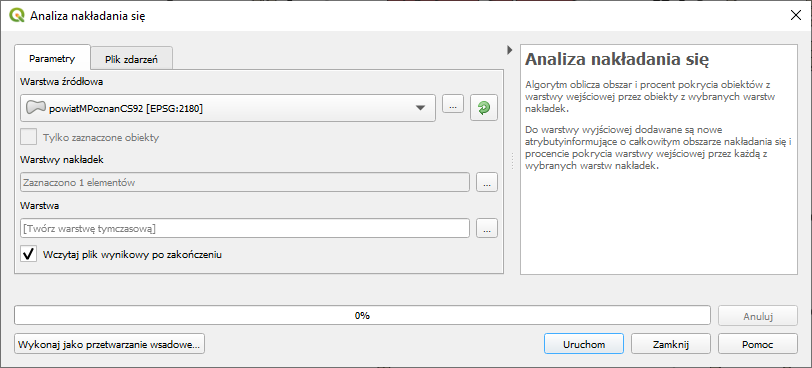 Analiza nakładania się
Parametry
Plik zdarzeń
Warstwa źródłowa
powiatMPoznanCS92 [EPSG:2180]
...
Tylko zaznaczone obiekty
Warstwy nakładek
Zaznaczono 1 elementów
...
Warstwa
[Twórz warstwę tymczasową]
...
Wczytaj plik wynikowy po zakończeniu
Analiza nakładania się
Algorytm oblicza obszar i procent pokrycia obiektów z
warstwy wejściowej przez obiekty z wybranych warstw
nakładek.
Do warstwy wyjściowej dodawane są nowe
atrybutyinformujące o całkowitym obszarze nakładania się i
procencie pokrycia warstwy wejściowej przez każdą z
wybranych warstw nakładek.
0%
Anuluj
Wykonaj jako przetwarzanie wsadowe...
Uruchom
Zamknij
Pomoc